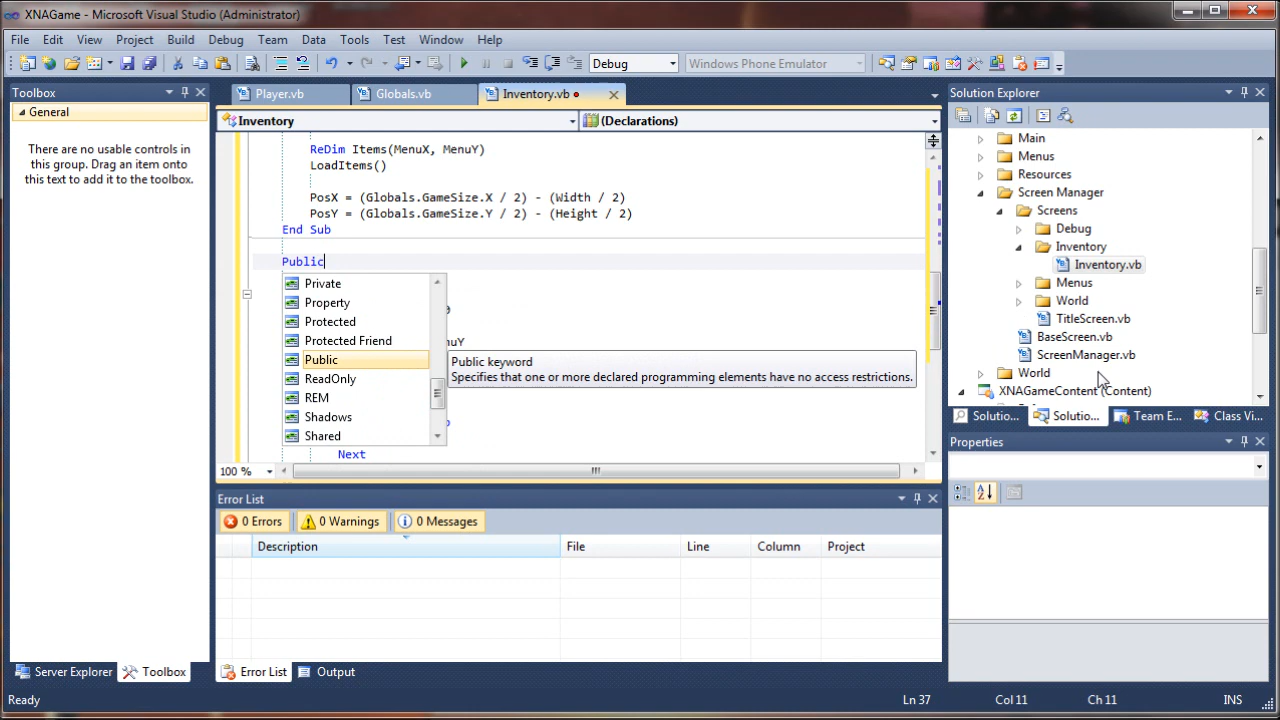 XNAGame - Microsoft Visual Studio (Administrator)
File Edit View Project Build Debug Team Data Tools Test Window Help
Debug Windows Phone Emulator
Toolbox
General
There are no usable controls in
this group. Drag an item onto
this text to add it to the toolbox.
Server Explorer Toolbox
Player.vb Globals.vb Inventory.vb
Inventory (Declarations)
ReDim Items(MenuX, MenuY)
LoadItems()
PosX = (Globals.GameSize.X / 2) - (Width / 2)
PosY = (Globals.GameSize.Y / 2) - (Height / 2)
End Sub
Public
Private
Property
Protected
Protected Friend
Public
ReadOnly
REM
Shadows
Shared
nuY
Public keyword
Specifies that one or more declared programming elements have no access restrictions.
Next
100 %
Error List
0 Errors 0 Warnings 0 Messages
Description File Line Column Project
Error List Output
Solution Explorer
Main
Menus
Resources
Screen Manager
Screens
Debug
Inventory
Inventory.vb
Menus
World
TitleScreen.vb
BaseScreen.vb
ScreenManager.vb
World
XNAGameContent (Content)
Solutio... Solutio... Team E... Class Vi...
Properties
Ready Ln 37 Col 11 Ch 11 INS